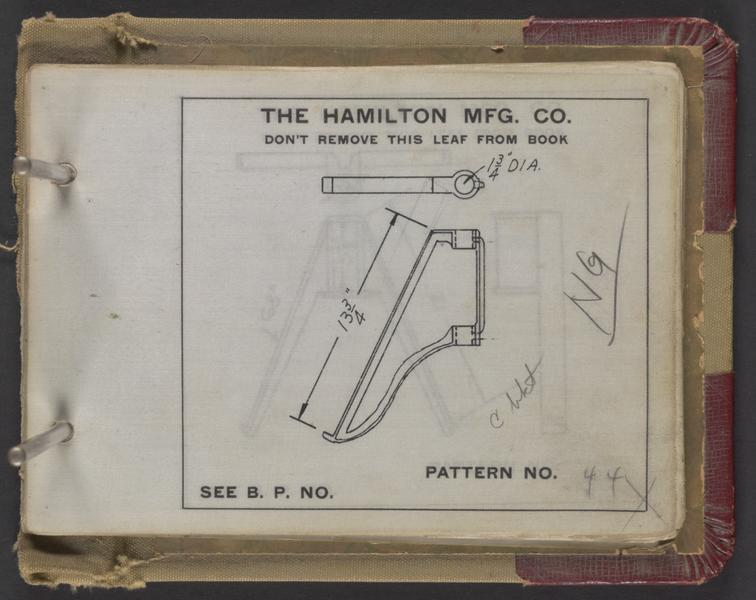 THE HAMILTON MFG. CO.
DON'T REMOVE THIS LEAF FROM BOOK
1 3/4" DIA.
13 3/4"
NG
C
PATTERN NO. 44
SEE B. P. NO.